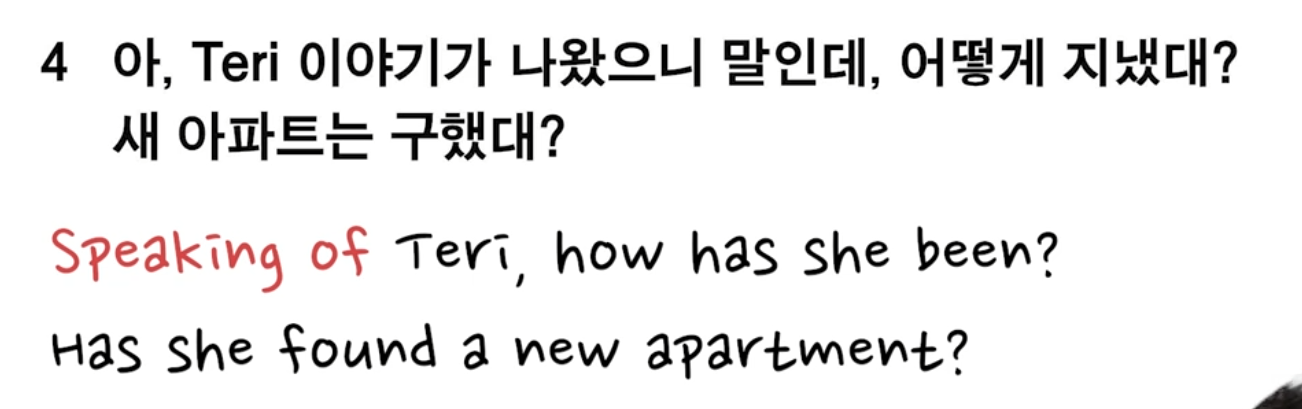 4 아, Teri 이야기가 나왔으니 말인데, 어떻게 지냈대?
새 아파트는 구했대?
Speaking of Teri, how has she been?
Has she found a new apartment?